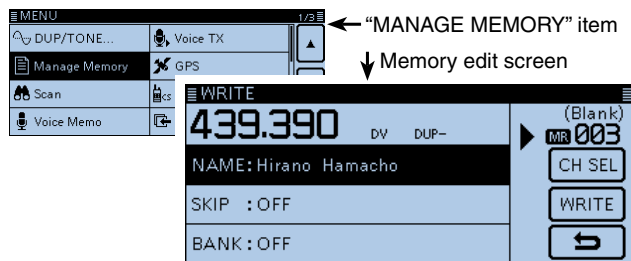 MENU 1/3
DUP/TONE... Voice TX
Manage Memory GPS
Scan CS
Voice Memo
“MANAGE MEMORY” item
Memory edit screen
WRITE
439.390 DV DUP-
(Blank)
MR 003
NAME:Hirano Hamacho
CH SEL
SKIP :OFF
WRITE
BANK:OFF